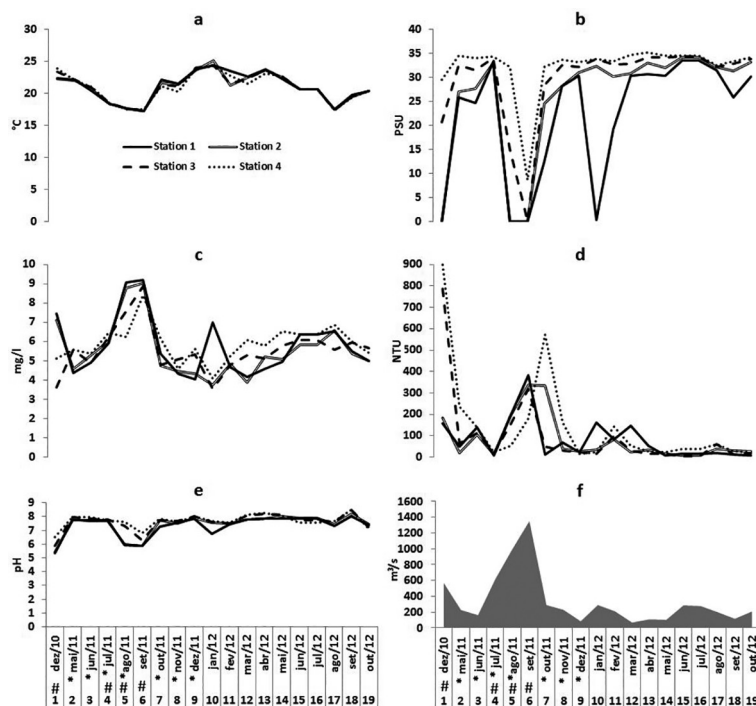 a
30
25
20
15
10
5
0
°C
Station 1
Station 2
Station 3
Station 4
b
40
35
30
25
20
15
10
5
0
PSU
c
10
9
8
7
6
5
4
3
2
1
0
mg/l
d
900
800
700
600
500
400
300
200
100
0
NTU
e
9
8
7
6
5
4
3
2
1
0
pH
1 # dez/10
2 * mai/11
3 * jun/11
4 #* jul/11
5 #*ago/11
6 # set/11
7 * out/11
8 * nov/11
9 * dez/11
10 jan/12
11 fev/12
12 mar/12
13 abr/12
14 mai/12
15 jun/12
16 jul/12
17 ago/12
18 set/12
19 out/12
f
1600
1400
1200
1000
800
600
400
200
0
m³/s
1 # dez/10
2 * mai/11
3 * jun/11
4 #* jul/11
5 #*ago/11
6 # set/11
7 * out/11
8 * nov/11
9 * dez/11
10 jan/12
11 fev/12
12 mar/12
13 abr/12
14 mai/12
15 jun/12
16 jul/12
17 ago/12
18 set/12
19 out/12